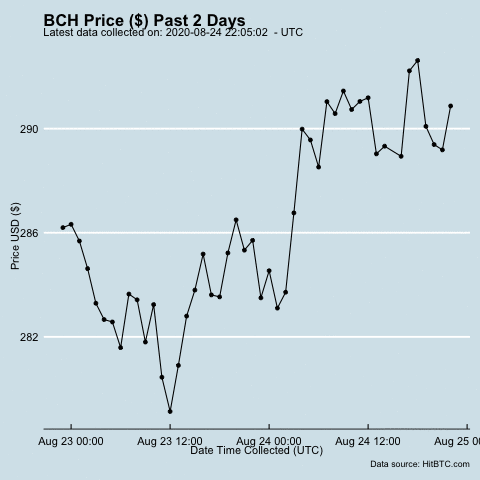 BCH Price ($) Past 2 Days
Latest data collected on: 2020-08-24 22:05:02 - UTC
290
286
282
Price USD ($)
Aug 23 00:00 Aug 23 12:00 Aug 24 00:00 Aug 24 12:00 Aug 25 0
Date Time Collected (UTC)
Data source: HitBTC.com